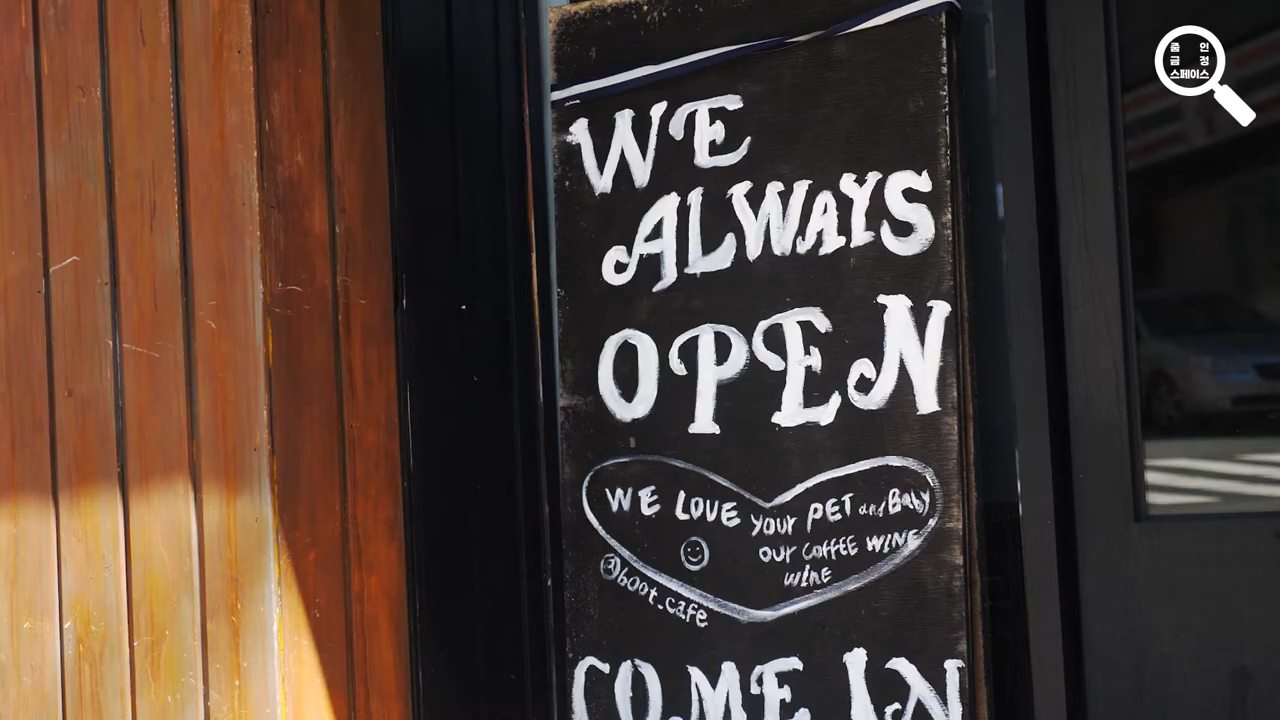 WE
ALWAYS
OPEN
WE LOVE your PET and Baby
our coffee WINE
wine
@boot_cafe
COME IN
줌 인
금 정
스페이스